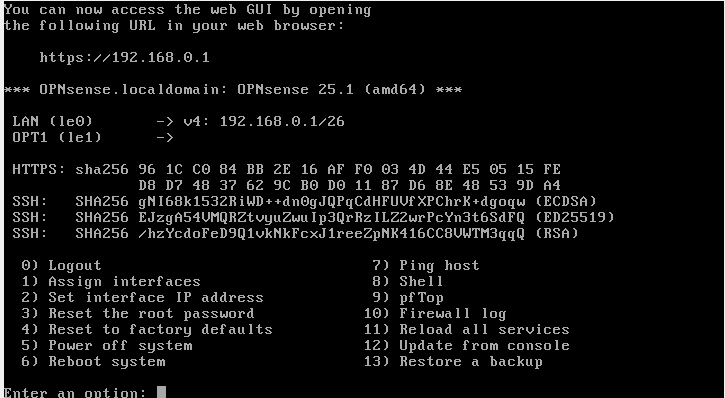 You can now access the web GUI by opening
the following URL in your web browser:
https://192.168.0.1
*** OPNsense.localdomain: OPNsense 25.1 (amd64) ***
LAN (le0) -> v4: 192.168.0.1/26
OPT1 (le1) ->
HTTPS: sha256 96 1C C0 84 BB 2E 16 AF F0 03 4D 44 E5 05 15 FE
D8 D7 48 37 62 9C B0 D0 11 87 D6 8E 48 53 9D A4
SSH: SHA256 gNI68k1532RiWD++dn0gJQPqCdHFUVfXPChrK+dgoqw (ECDSA)
SSH: SHA256 EJzgA54VMQRZtvyuZwuIp3QrRzILZ2wrPcYn3t6SdFQ (ED25519)
SSH: SHA256 /hzYcdoFeD9Q1vkNkFcxJ1reeZpNK416CC8VWTM3qqQ (RSA)
0) Logout 7) Ping host
1) Assign interfaces 8) Shell
2) Set interface IP address 9) pfTop
3) Reset the root password 10) Firewall log
4) Reset to factory defaults 11) Reload all services
5) Power off system 12) Update from console
6) Reboot system 13) Restore a backup
Enter an option: